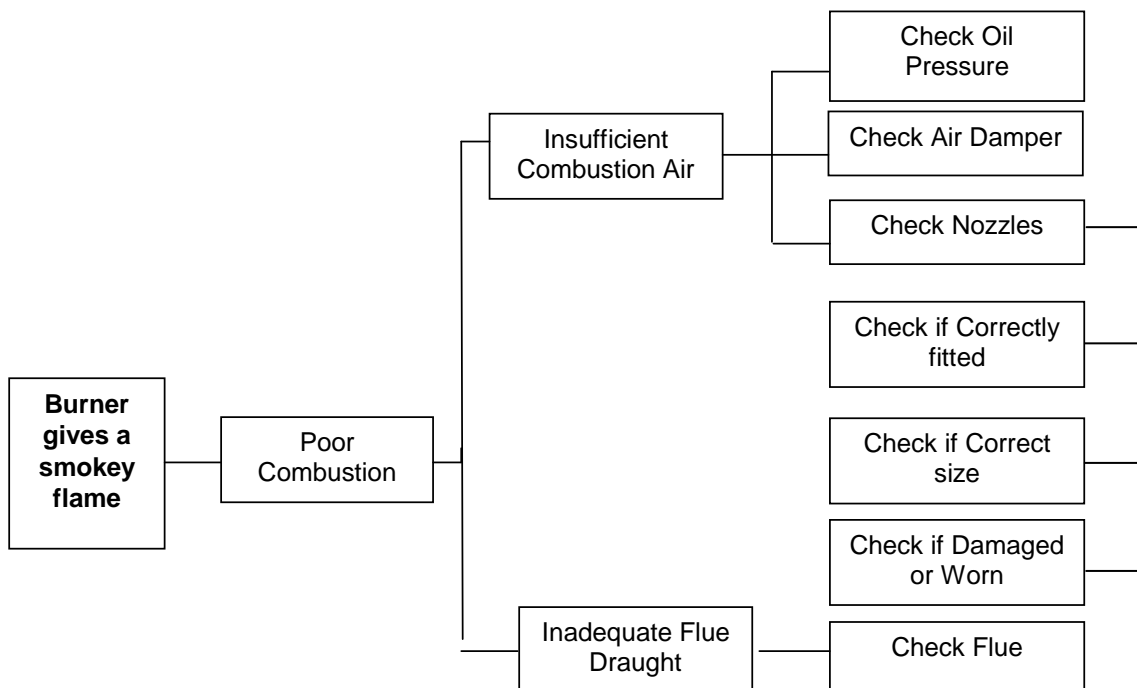 Check Oil
Pressure
Insufficient
Combustion Air
Check Air Damper
Check Nozzles
Check if Correctly
fitted
Burner
gives a
smokey
flame
Poor
Combustion
Check if Correct
size
Check if Damaged
or Worn
Inadequate Flue
Draught
Check Flue